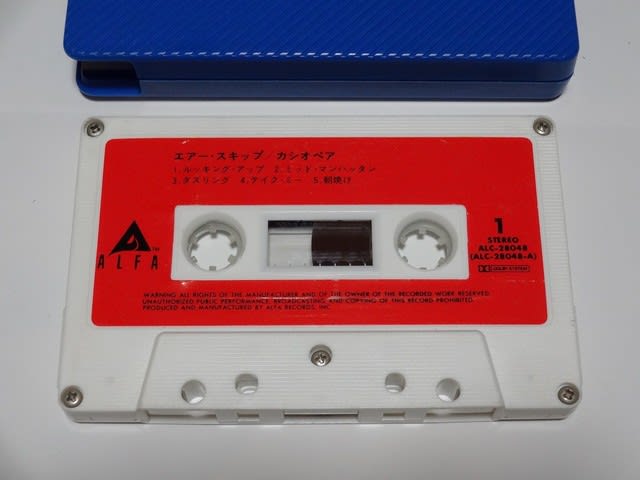 エアー・スキップ/カシオペア
1.ルッキング・アップ 2.ミッド・マンハッタン
3.ダズリング 4.テイク・ミー 5.朝焼け
ALFA™
1
STEREO
ALC-28048
(ALC-28048-A)
DOLBY SYSTEM
WARNING ALL RIGHTS OF THE MANUFACTURER AND OF THE OWNER OF THE RECORDED WORK RESERVED.
UNAUTHORIZED PUBLIC PERFORMANCE, BROADCASTING AND COPYING OF THIS RECORD PROHIBITED.
PRODUCED AND MANUFACTURED BY ALFA RECORDS, INC.